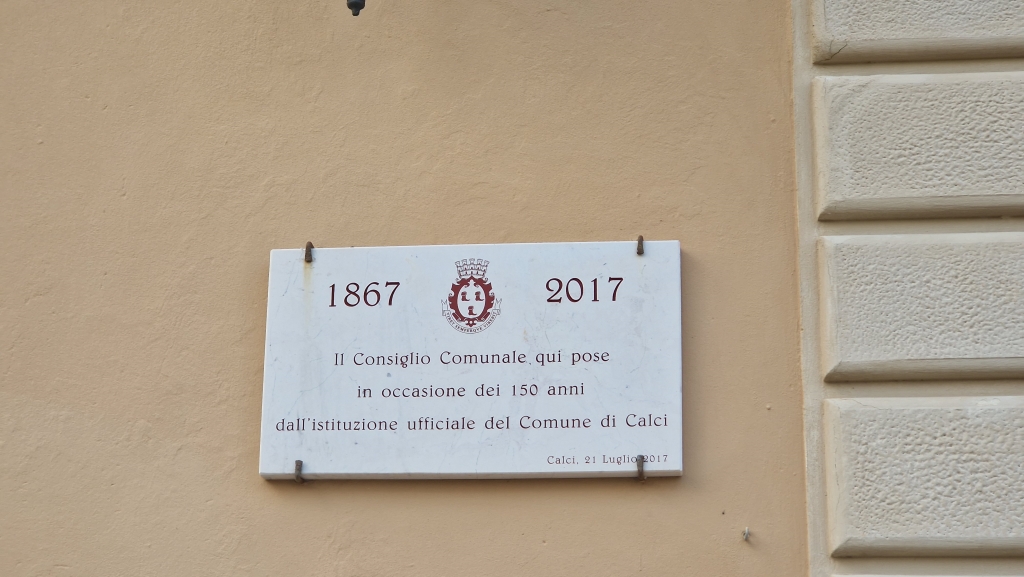 1867 2017
Il Consiglio Comunale qui pose
in occasione dei 150 anni
dall'istituzione ufficiale del Comune di Calci
Calci, 21 Luglio 2017